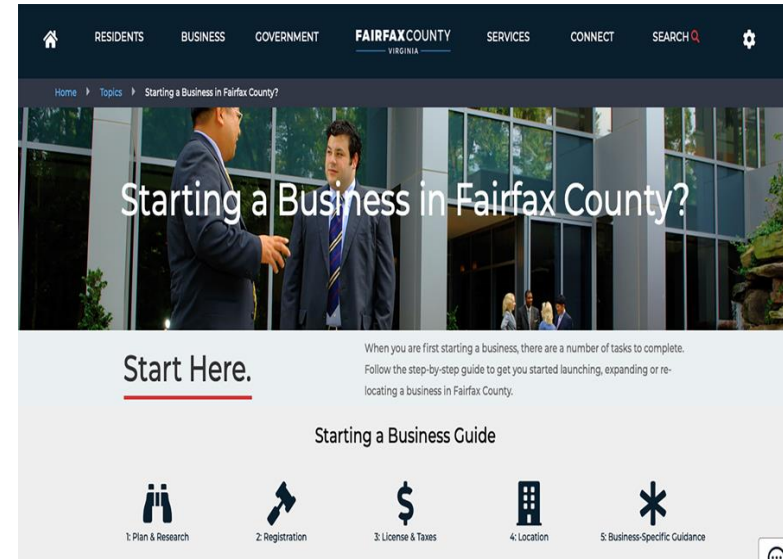 RESIDENTS BUSINESS GOVERNMENT FAIRFAXCOUNTY SERVICES CONNECT SEARCH
VIRGINIA
Home Topics Starting a Business in Fairfax County?
Starting a Business in Fairfax County?
Start Here.
When you are first starting a business, there are a number of tasks to complete.
Follow the step-by-step guide to get you started launching, expanding or re-
locating a business in Fairfax County.
Starting a Business Guide
1: Plan & Research 2: Registration 3: License & Taxes 4: Location 5: Business-Specific Guidance